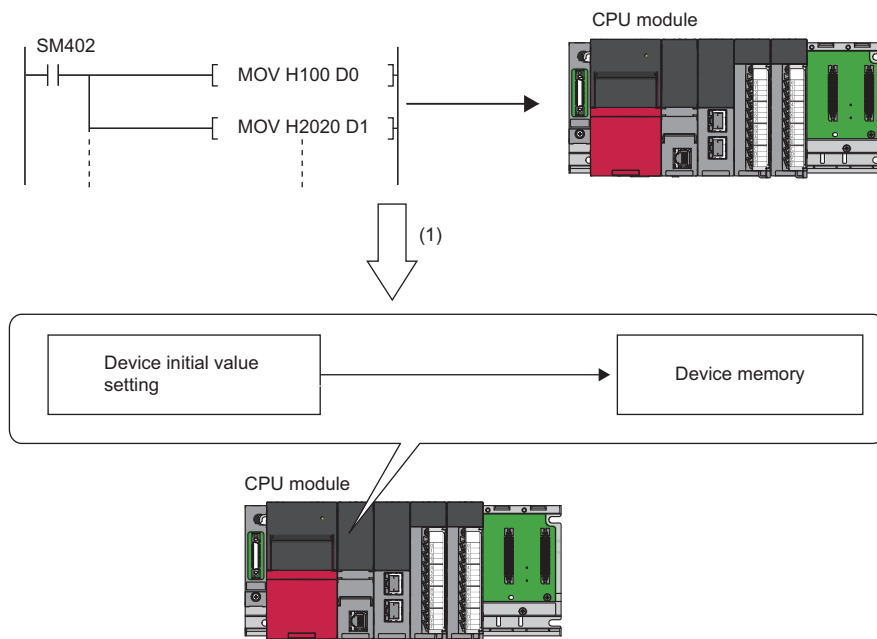 CPU module
SM402
MOV H100 D0
MOV H2020 D1
(1)
Device initial value
setting
Device memory
CPU module